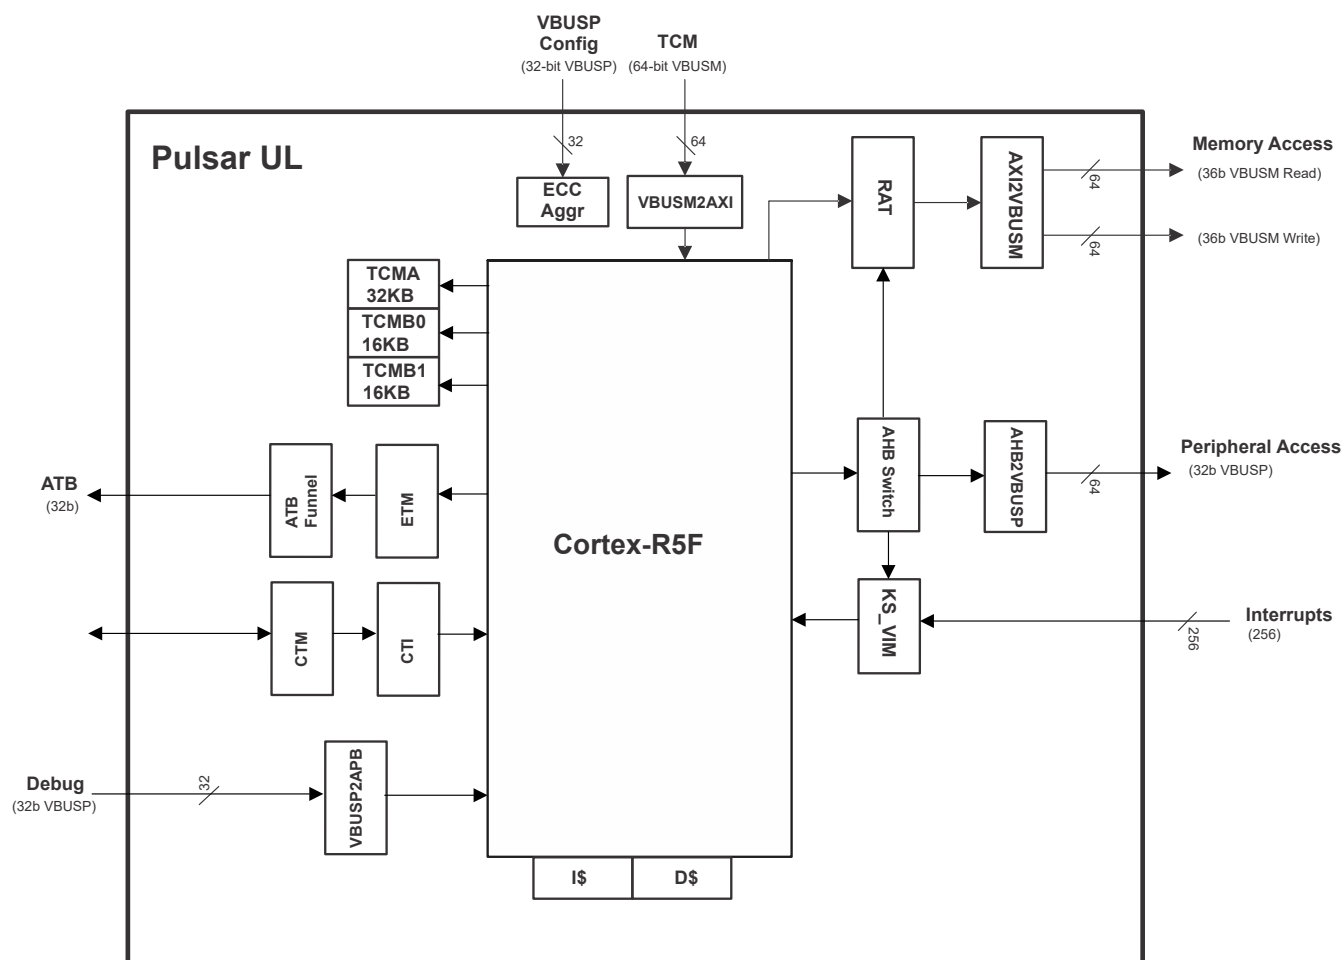 VBUSP
Config
(32-bit VBUSP)
TCM
(64-bit VBUSM)
32
64
Pulsar UL
ECC
Aggr
VBUSM2AXI
RAT
AXI2VBUSM
64
64
Memory Access
(36b VBUSM Read)
(36b VBUSM Write)
TCMA
32KB
TCMB0
16KB
TCMB1
16KB
ATB
(32b)
ATB
Funnel
ETM
Cortex-R5F
AHB Switch
AHB2VBUSP
64
Peripheral Access
(32b VBUSP)
CTM
CTI
KS_VIM
256
Interrupts
(256)
Debug
(32b VBUSP)
32
VBUSP2APB
I$
D$